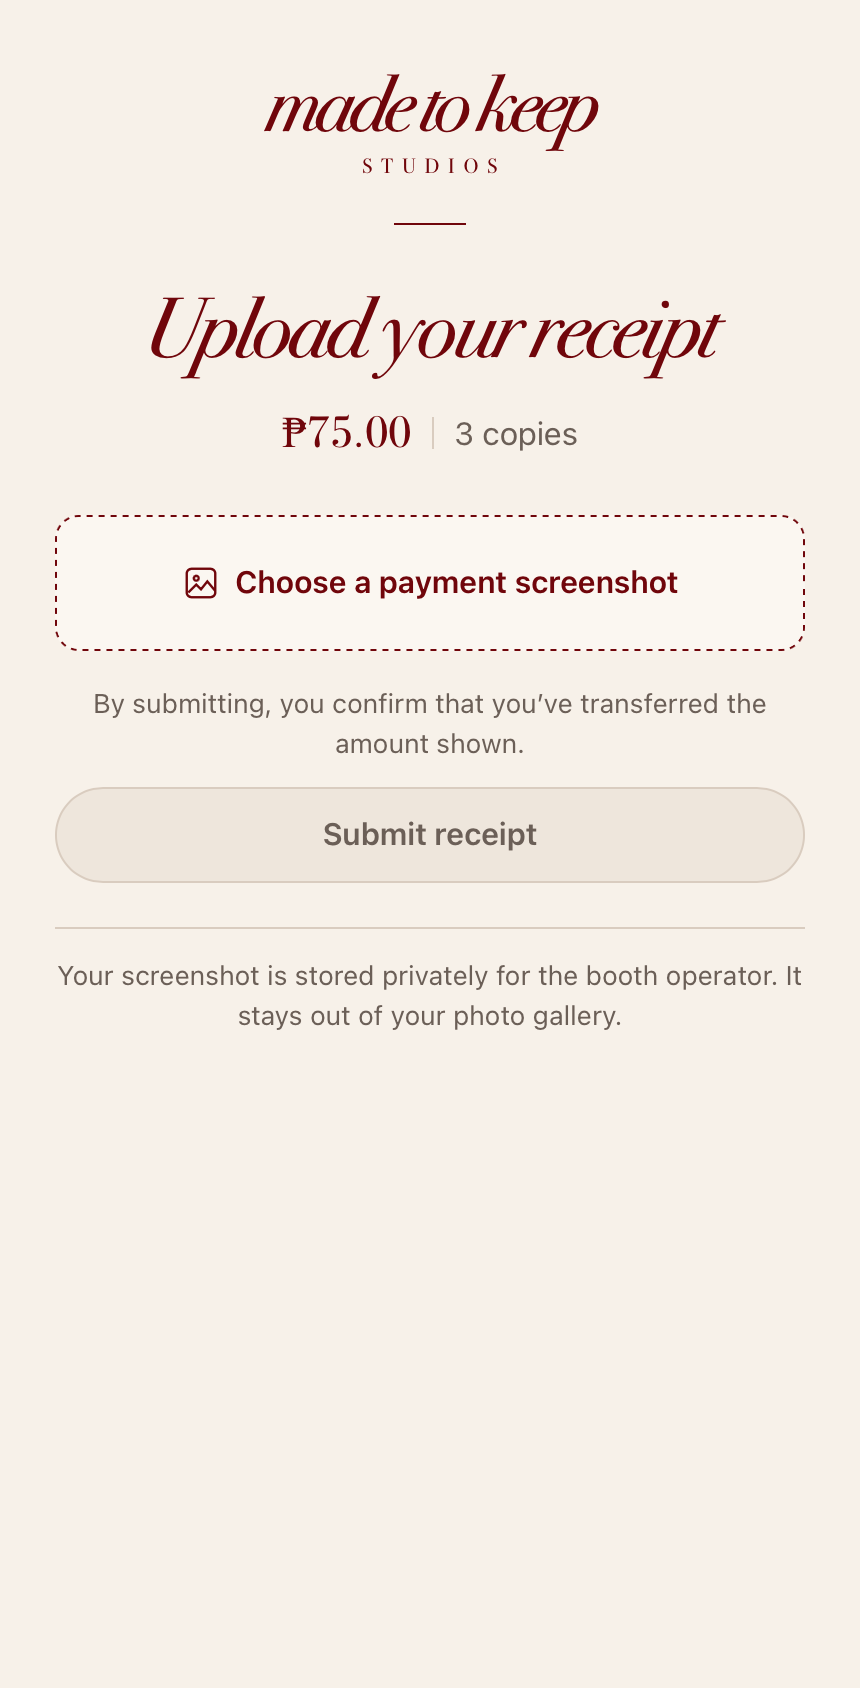 made to keep
STUDIOS
Upload your receipt
₱75.00 3 copies
Choose a payment screenshot
By submitting, you confirm that you’ve transferred the
amount shown.
Submit receipt
Your screenshot is stored privately for the booth operator. It
stays out of your photo gallery.